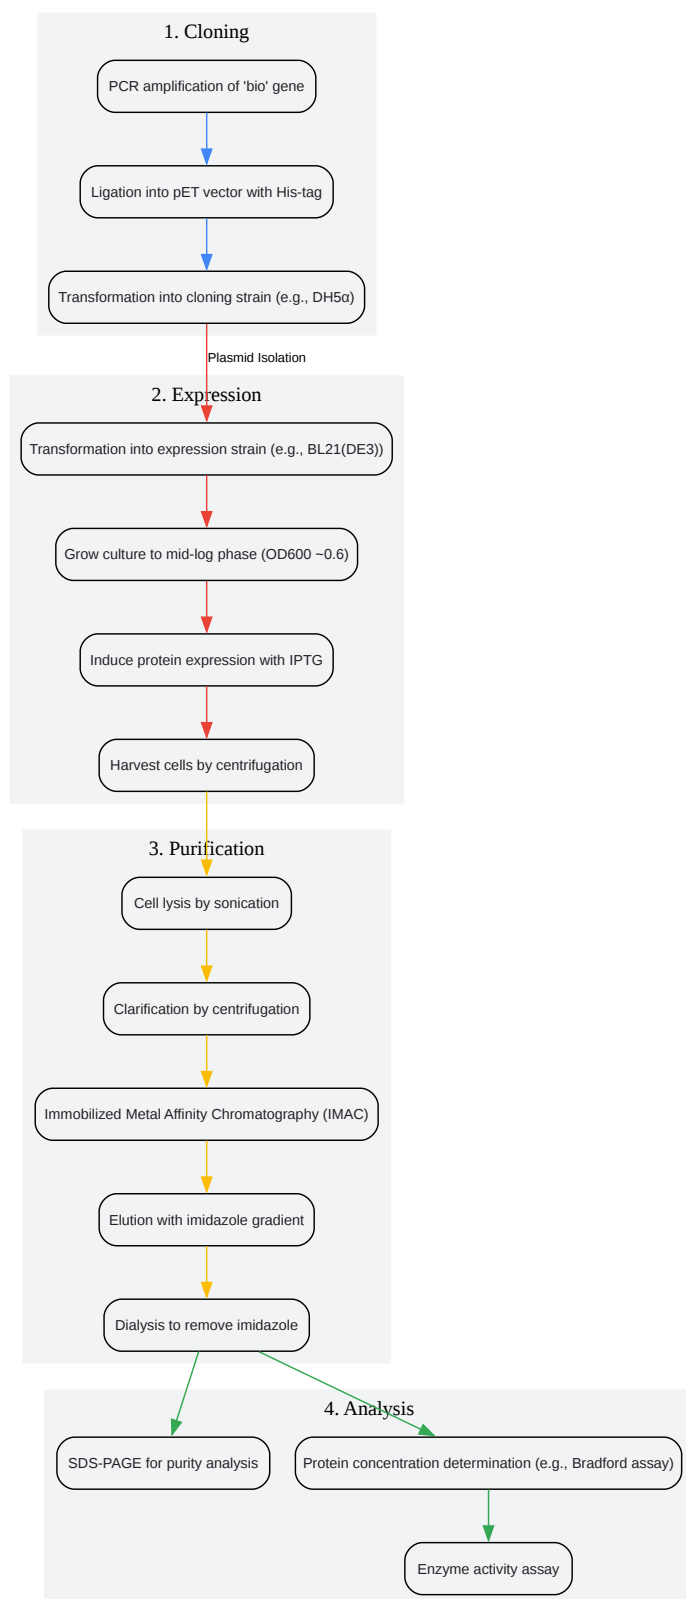 1. Cloning
PCR amplification of 'bio' gene
Ligation into pET vector with His-tag
Transformation into cloning strain (e.g., DH5α)
Plasmid Isolation
2. Expression
Transformation into expression strain (e.g., BL21(DE3))
Grow culture to mid-log phase (OD600 ~0.6)
Induce protein expression with IPTG
Harvest cells by centrifugation
3. Purification
Cell lysis by sonication
Clarification by centrifugation
Immobilized Metal Affinity Chromatography (IMAC)
Elution with imidazole gradient
Dialysis to remove imidazole
4. Analysis
SDS-PAGE for purity analysis
Protein concentration determination (e.g., Bradford assay)
Enzyme activity assay